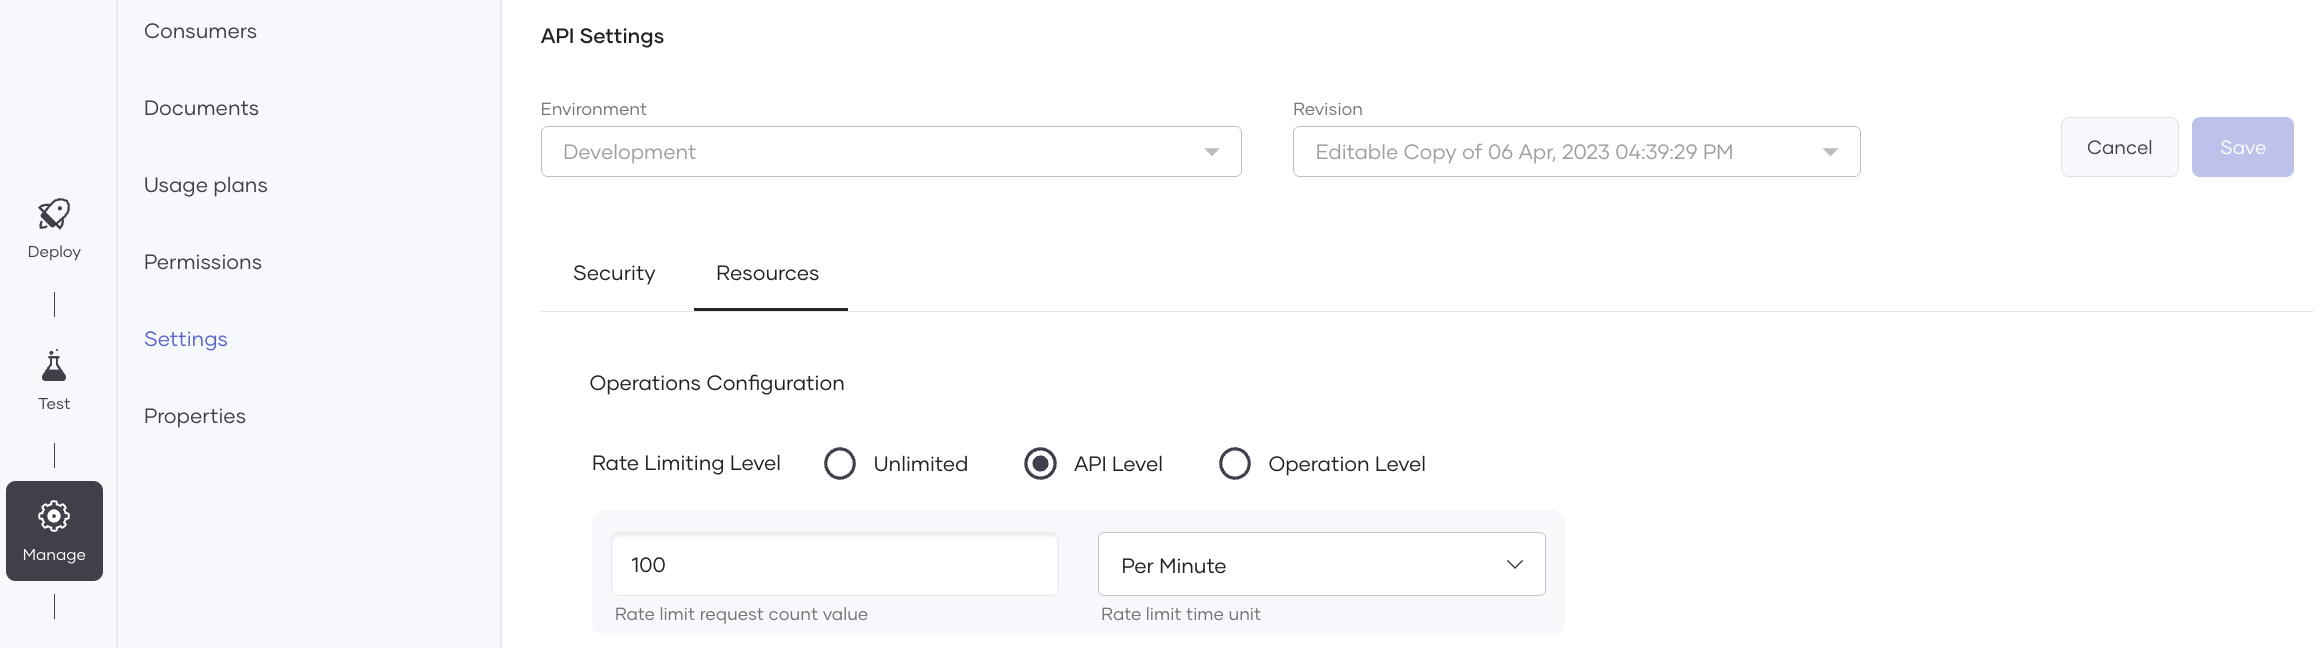 Deploy
Test
Manage
Consumers
Documents
Usage plans
Permissions
Settings
Properties
API Settings
Environment
Development
Revision
Editable Copy of 06 Apr, 2023 04:39:29 PM
Cancel
Save
Security
Resources
Operations Configuration
Rate Limiting Level
Unlimited
API Level
Operation Level
100
Per Minute
Rate limit request count value
Rate limit time unit